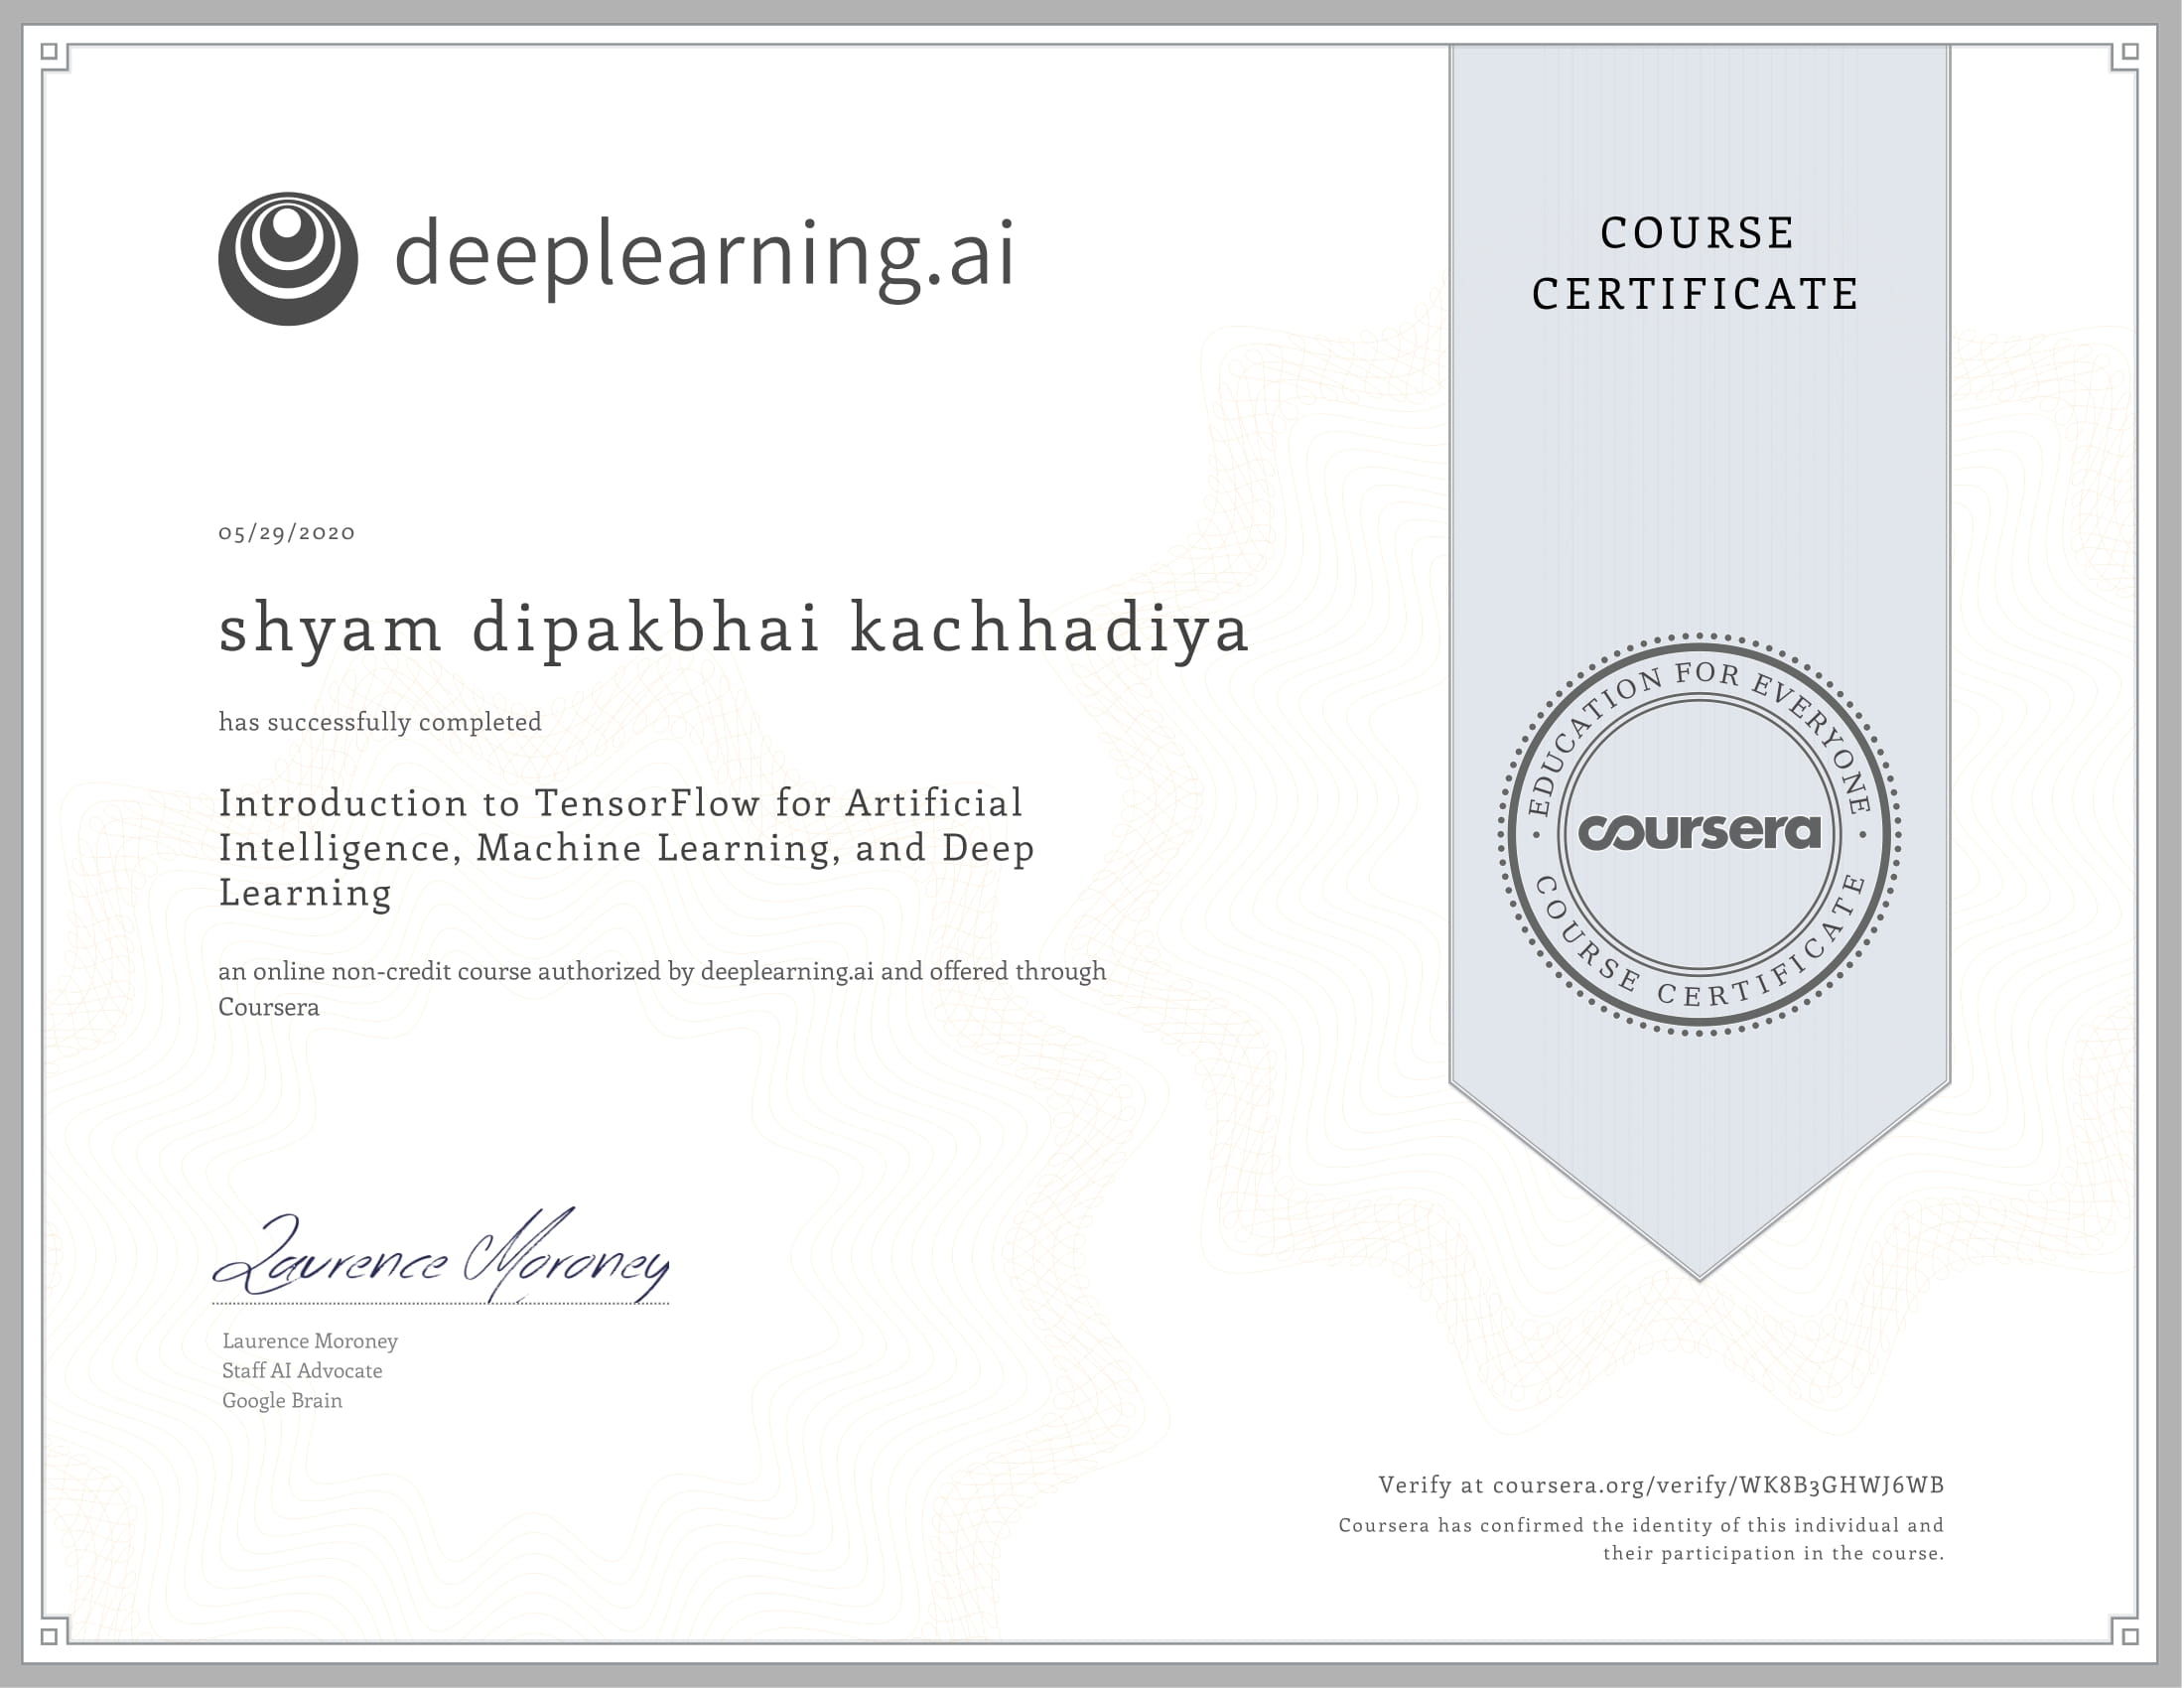 deeplearning.ai
COURSE
CERTIFICATE
05/29/2020
shyam dipakbhai kachhadiya
has successfully completed
Introduction to TensorFlow for Artificial
Intelligence, Machine Learning, and Deep
Learning
an online non-credit course authorized by deeplearning.ai and offered through
Coursera
EDUCATION FOR EVERYONE
coursera
COURSE CERTIFICATE
Laurence Moroney
Laurence Moroney
Staff AI Advocate
Google Brain
Verify at coursera.org/verify/WK8B3GHWJ6WB
Coursera has confirmed the identity of this individual and
their participation in the course.